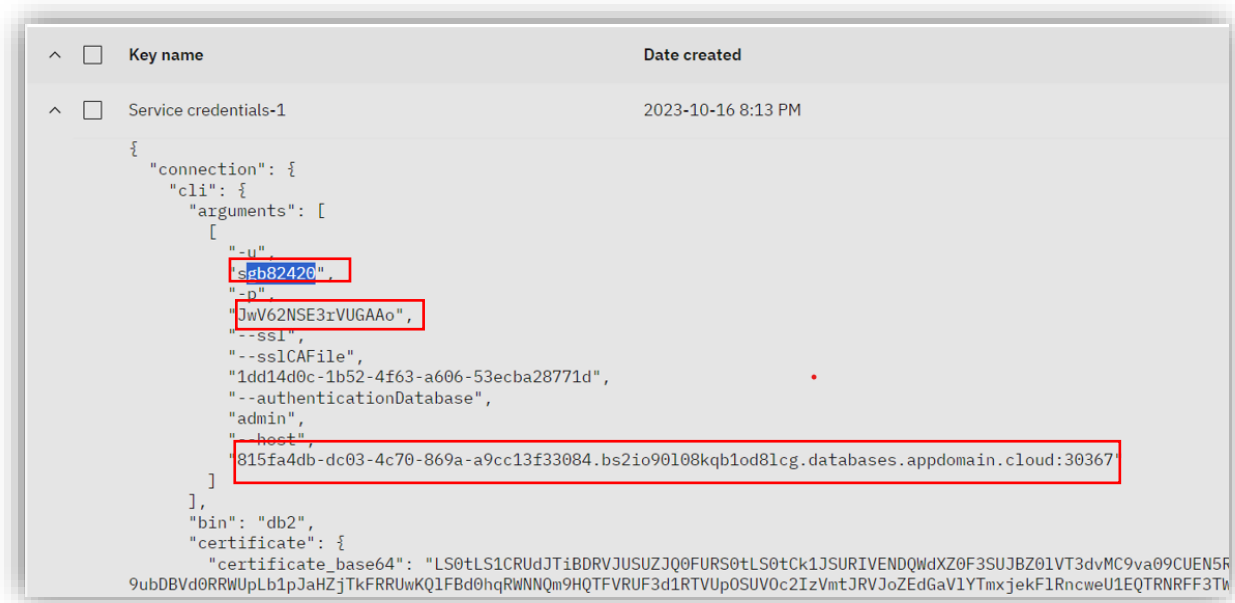 Key name Date created
Service credentials-1 2023-10-16 8:13 PM
{
"connection": {
"cli": {
"arguments": [
[
"-u",
"sgb82420",
"-p",
"JwV62NSE3rVUGAAo",
"--ssl",
"--sslCAFile",
"1dd14d0c-1b52-4f63-a606-53ecba28771d",
"--authenticationDatabase",
"admin",
"--host",
"815fa4db-dc03-4c70-869a-a9cc13f33084.bs2io90l08kqb1od8lcg.databases.appdomain.cloud:30367"
]
],
"bin": "db2",
"certificate": {
"certificate_base64":